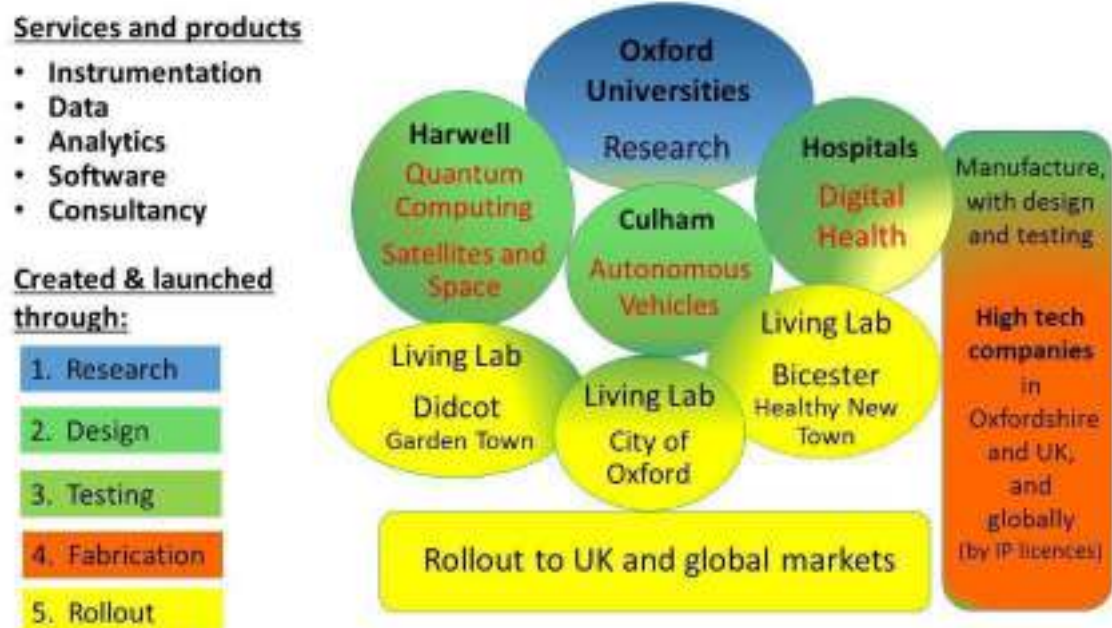 Services and products
• Instrumentation
• Data
• Analytics
• Software
• Consultancy
Created & launched
through:
1. Research
2. Design
3. Testing
4. Fabrication
5. Rollout
Oxford
Universities
Research
Harwell
Quantum
Computing
Satellites and
Space
Culham
Autonomous
Vehicles
Hospitals
Digital
Health
Living Lab
Didcot
Garden Town
Living Lab
City of
Oxford
Living Lab
Bicester
Healthy New
Town
Rollout to UK and global markets
Manufacture,
with design
and testing
High tech
companies
in
Oxfordshire
and UK,
and
globally
(by IP licences)